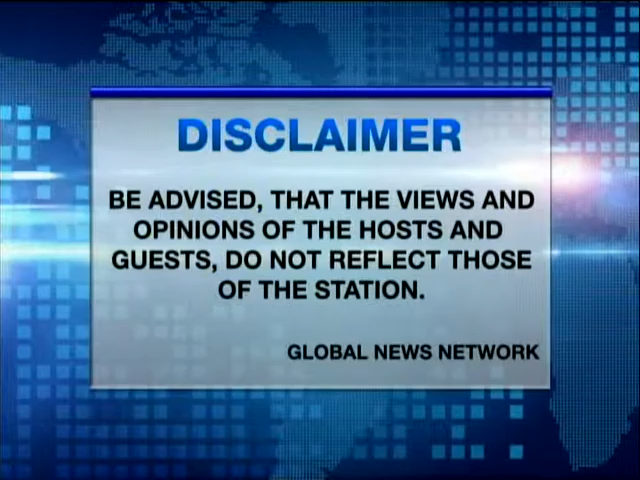 DISCLAIMER
BE ADVISED, THAT THE VIEWS AND
OPINIONS OF THE HOSTS AND
GUESTS, DO NOT REFLECT THOSE
OF THE STATION.
GLOBAL NEWS NETWORK